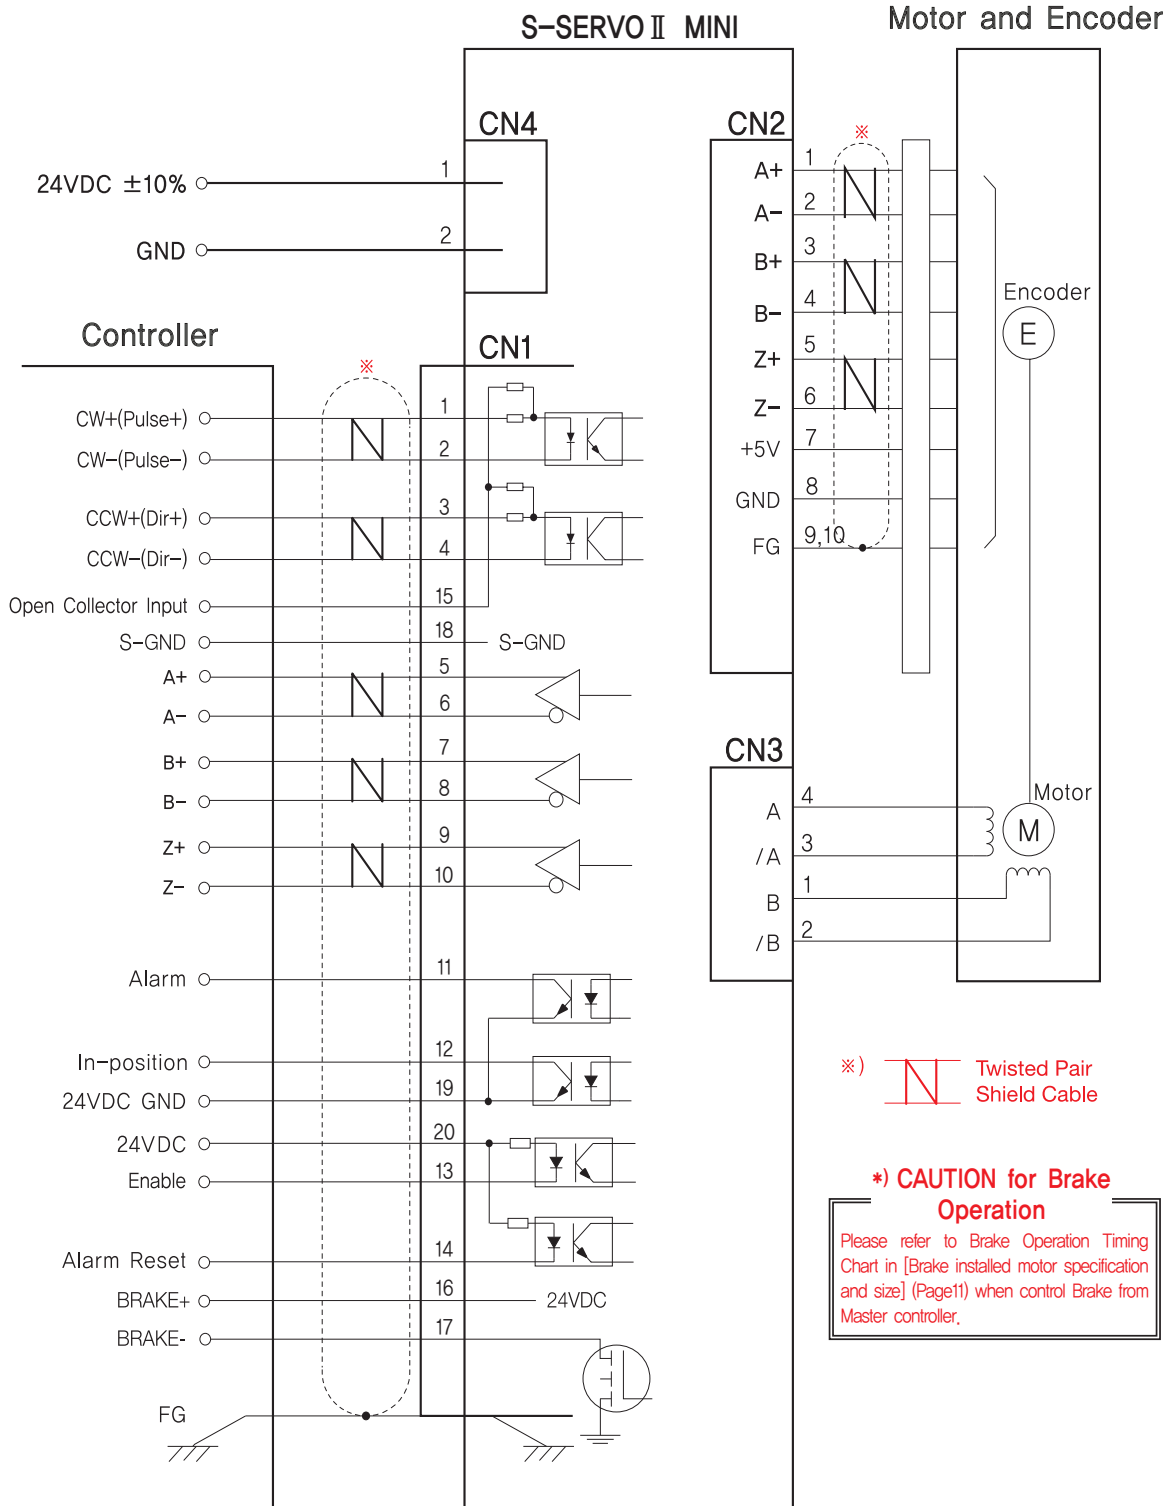 S-SERVOⅡ MINI
Motor and Encoder
CN4
24VDC ±10%
1
GND
2
Controller
CN1
※
CW+(Pulse+)
1
CW-(Pulse-)
2
CCW+(Dir+)
3
CCW-(Dir-)
4
Open Collector Input
15
S-GND
18
S-GND
A+
5
A-
6
B+
7
B-
8
Z+
9
Z-
10
Alarm
11
In-position
12
24VDC GND
19
24VDC
20
Enable
13
Alarm Reset
14
BRAKE+
16
24VDC
BRAKE-
17
FG
CN2
※
A+
1
A-
2
B+
3
B-
4
Z+
5
Z-
6
+5V
7
GND
8
FG
9,10
Encoder
E
CN3
A
4
/A
3
B
1
/B
2
Motor
M
※)
Twisted Pair
Shield Cable
*) CAUTION for Brake
Operation
Please refer to Brake Operation Timing
Chart in [Brake installed motor specification
and size] (Page11) when control Brake from
Master controller.